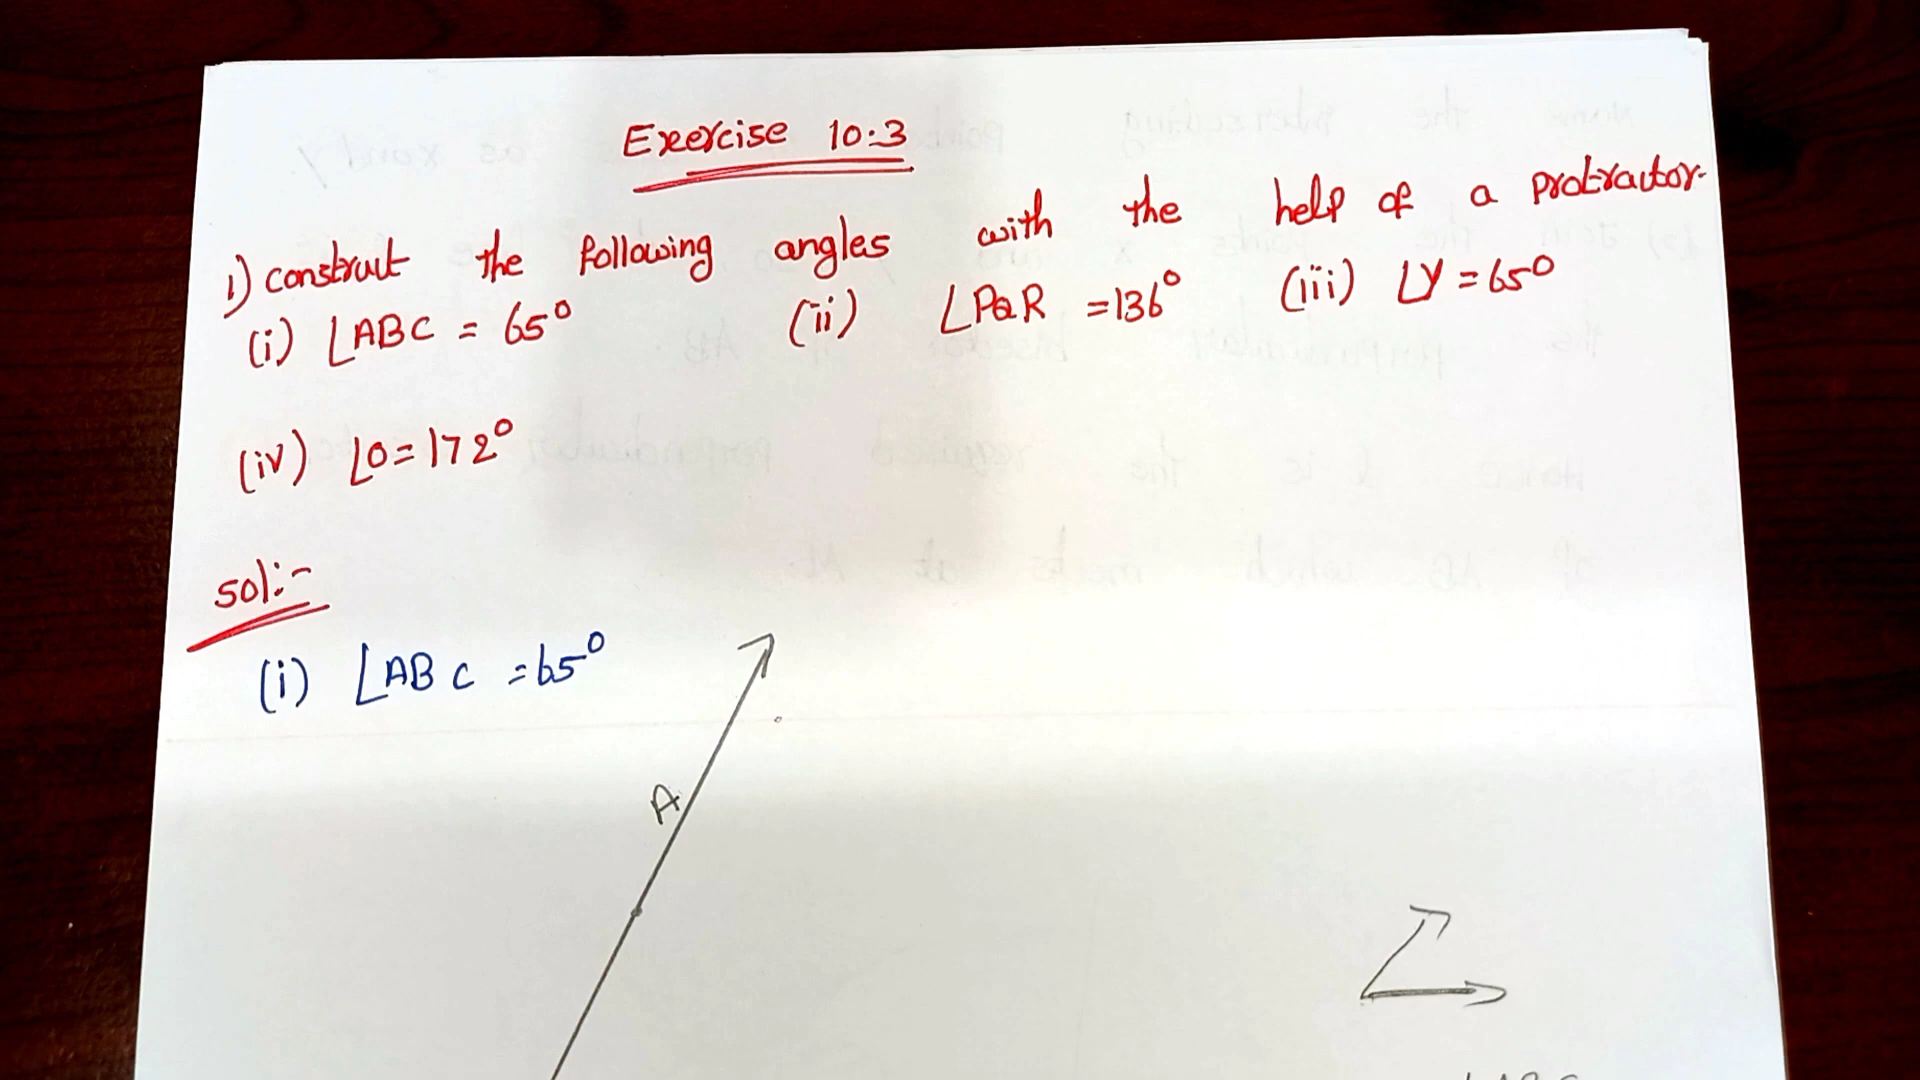 Exercise 10:3
1) construct the following angles with the help of a protractor.
(i) ∠ABC = 65° (ii) ∠PQR = 136° (iii) ∠Y = 65°
(iv) ∠O = 172°
sol:-
(i) ∠ABC = 65°
A